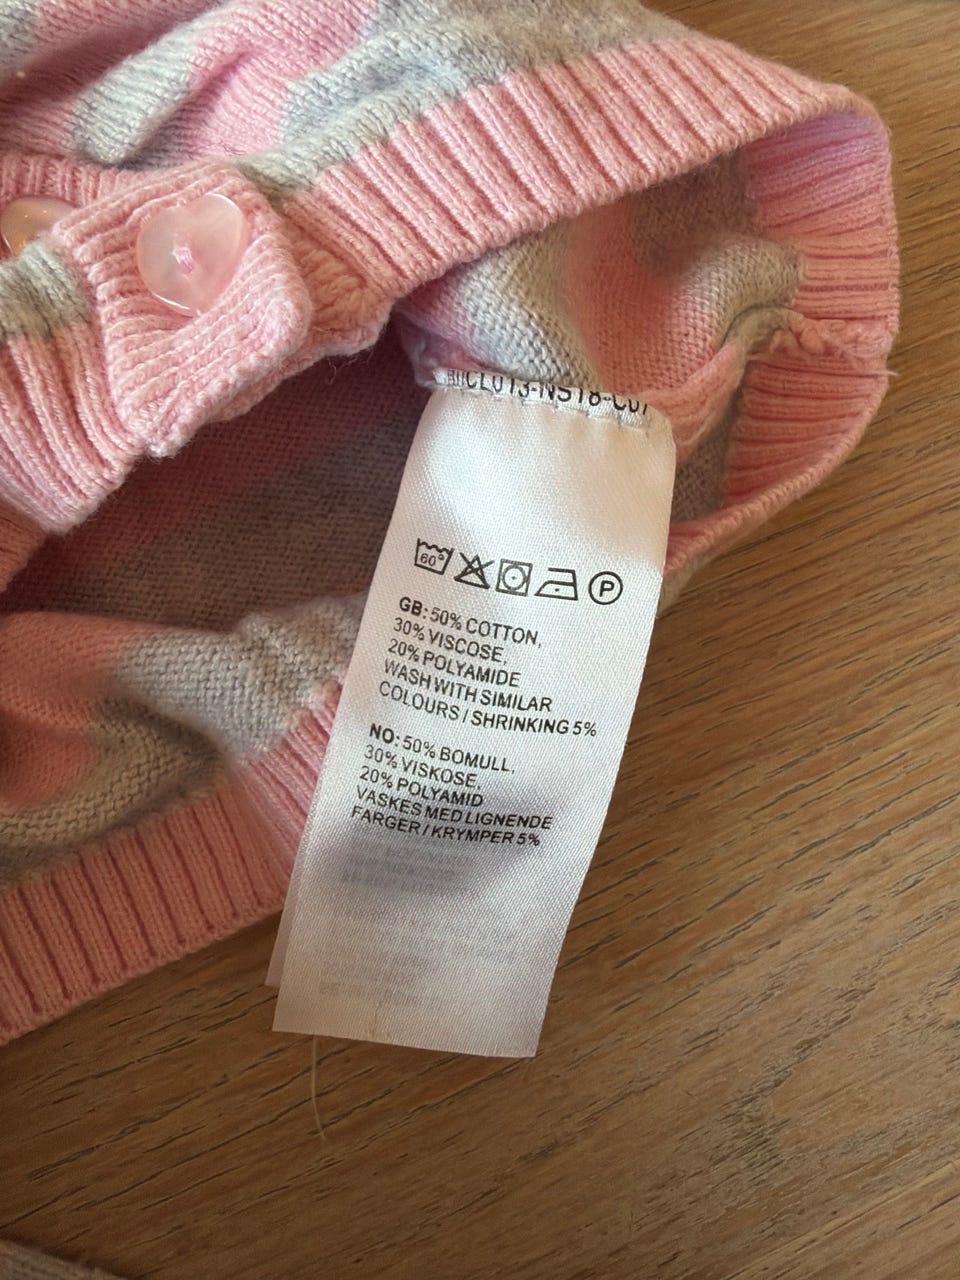 60°
P
GB: 50% COTTON,
30% VISCOSE,
20% POLYAMIDE
WASH WITH SIMILAR
COLOURS / SHRINKING 5%
NO: 50% BOMULL,
30% VISKOSE,
20% POLYAMID
VASKES MED LIGNENDE
FARGER / KRYMPER 5%